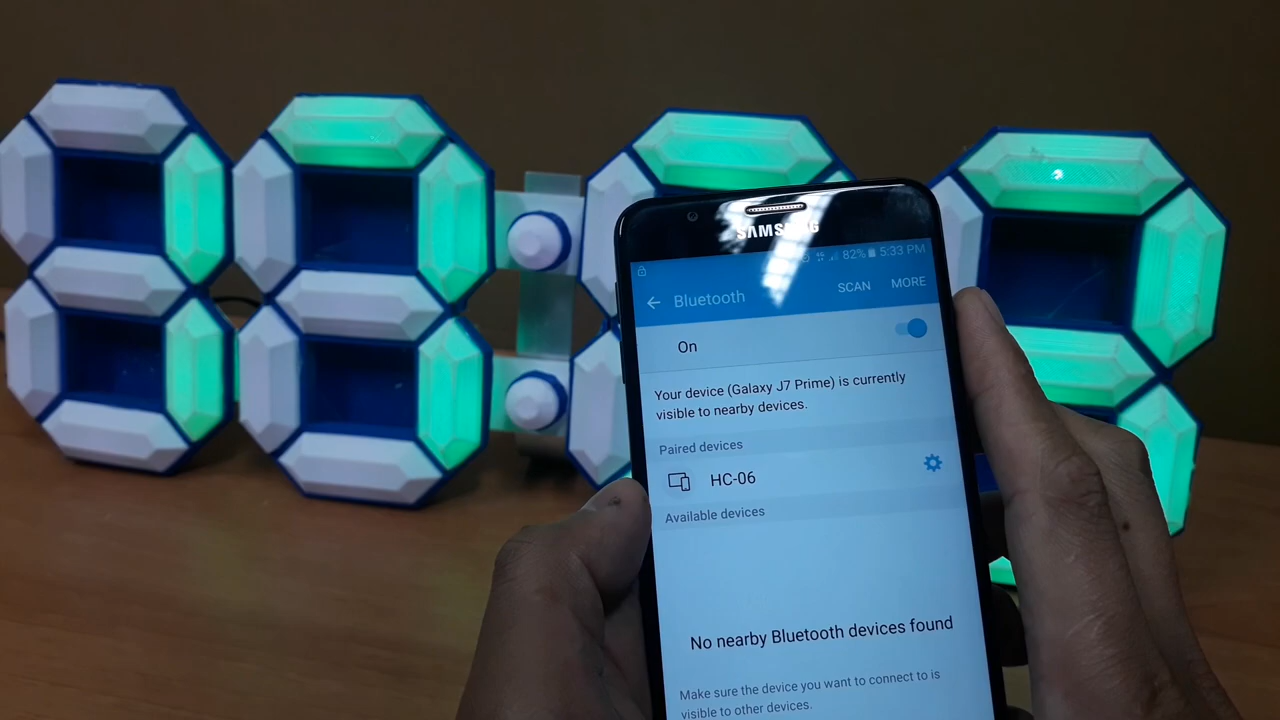 SAMSUNG
82% 5:33 PM
Bluetooth SCAN MORE
On
Your device (Galaxy J7 Prime) is currently
visible to nearby devices.
Paired devices
HC-06
Available devices
No nearby Bluetooth devices found
Make sure the device you want to connect to is
visible to other devices.